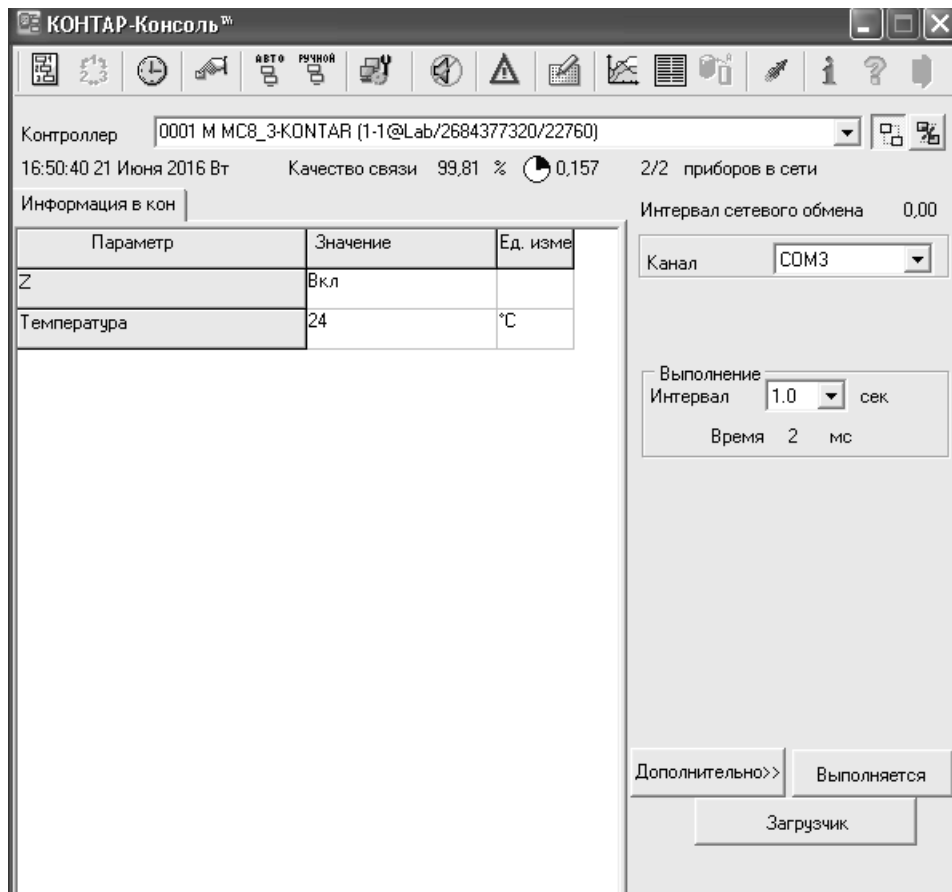 КОНТАР-Консоль™
1 2,3 АВТО РУЧНОЙ
Контроллер 0001 M MC8_3-KONTAR (1-1@Lab/2684377320/22760)
16:50:40 21 Июня 2016 Вт Качество связи 99,81 % 0,157 2/2 приборов в сети
Информация в кон Интервал сетевого обмена 0,00
Параметр Значение Ед. изме
Канал COM3
Z Вкл
Температура 24 °C
Выполнение
Интервал 1.0 сек
Время 2 мс
Дополнительно>> Выполняется
Загрузчик